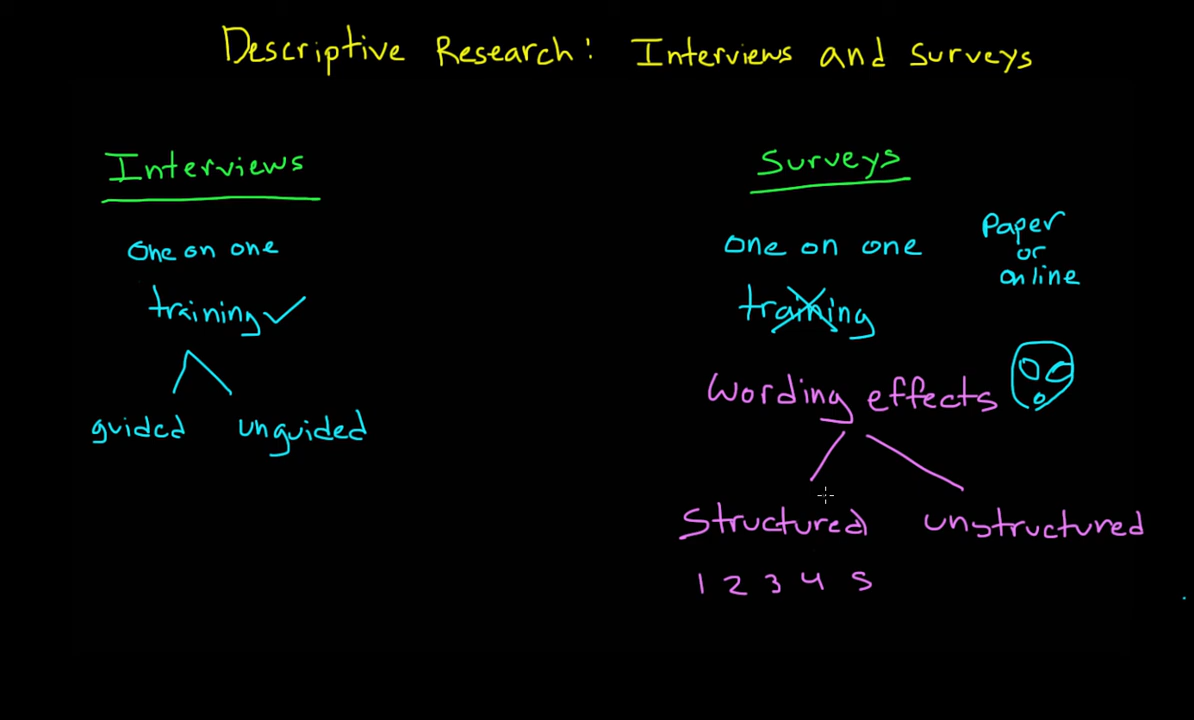 Descriptive Research: Interviews and Surveys
Interviews
One on one
training
guided unguided
Surveys
One on one
Paper
or
online
training
Wording effects
Structured unstructured
1 2 3 4 5